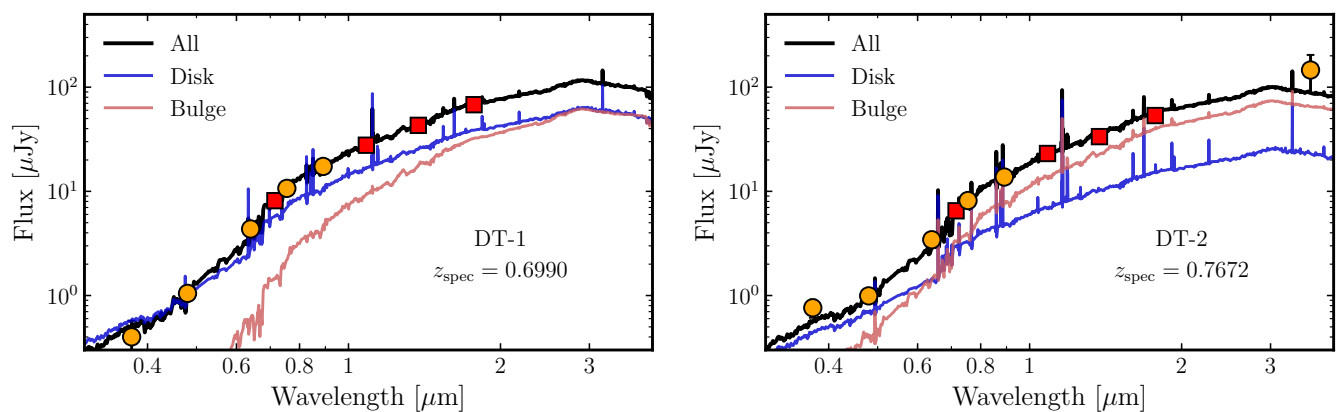 All
Disk
Bulge
DT-1
z_spec = 0.6990
Flux [μJy]
10²
10¹
10⁰
0.4
0.6
0.8
1
2
3
Wavelength [μm]
All
Disk
Bulge
DT-2
z_spec = 0.7672
Flux [μJy]
10²
10¹
10⁰
0.4
0.6
0.8
1
2
3
Wavelength [μm]